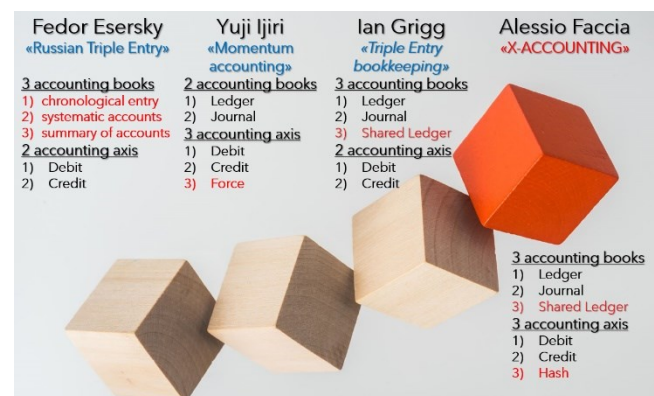 Fedor Esersky
«Russian Triple Entry»
3 accounting books
1) chronological entry
2) systematic accounts
3) summary of accounts
2 accounting axis
1) Debit
2) Credit
Yuji Ijiri
«Momentum
accounting»
2 accounting books
1) Ledger
2) Journal
3 accounting axis
1) Debit
2) Credit
3) Force
Ian Grigg
«Triple Entry
bookkeeping»
3 accounting books
1) Ledger
2) Journal
3) Shared Ledger
2 accounting axis
1) Debit
2) Credit
Alessio Faccia
«X-ACCOUNTING»
3 accounting books
1) Ledger
2) Journal
3) Shared Ledger
3 accounting axis
1) Debit
2) Credit
3) Hash